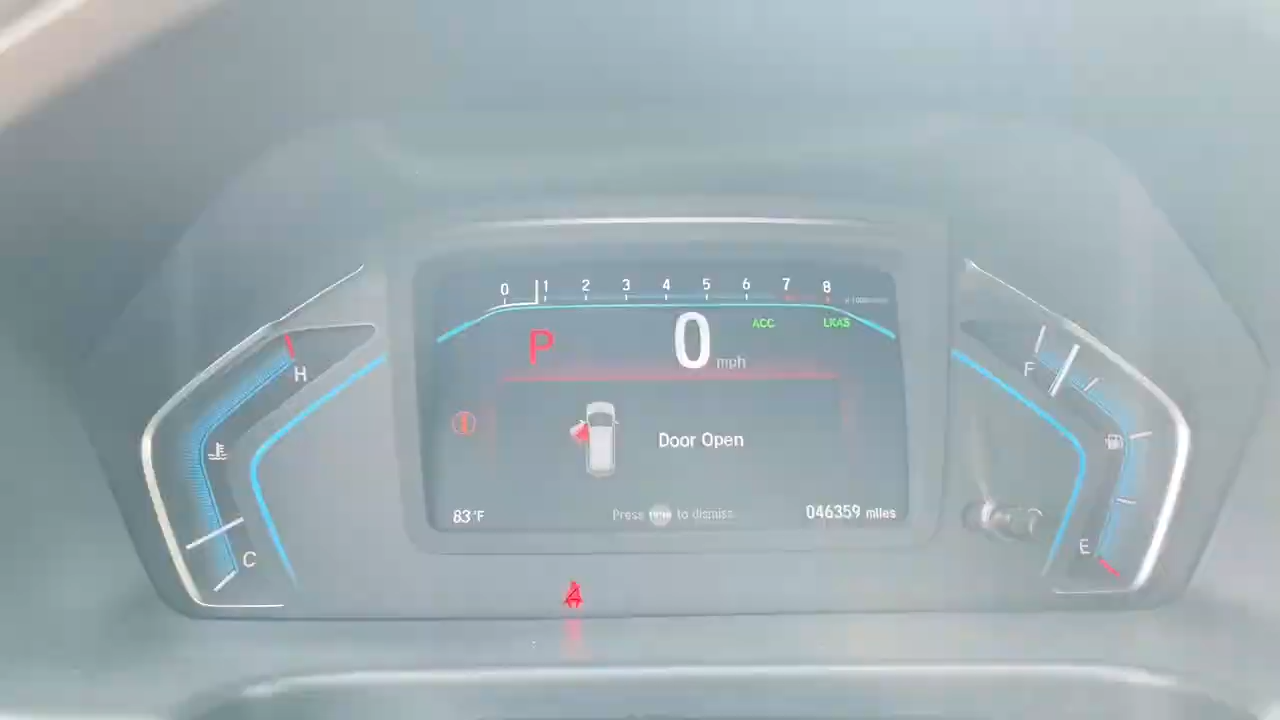 0 1 2 3 4 5 6 7 8
P 0 mph ACC LKAS
H
F
Door Open
C
E
83°F Press to dismiss 046359 miles